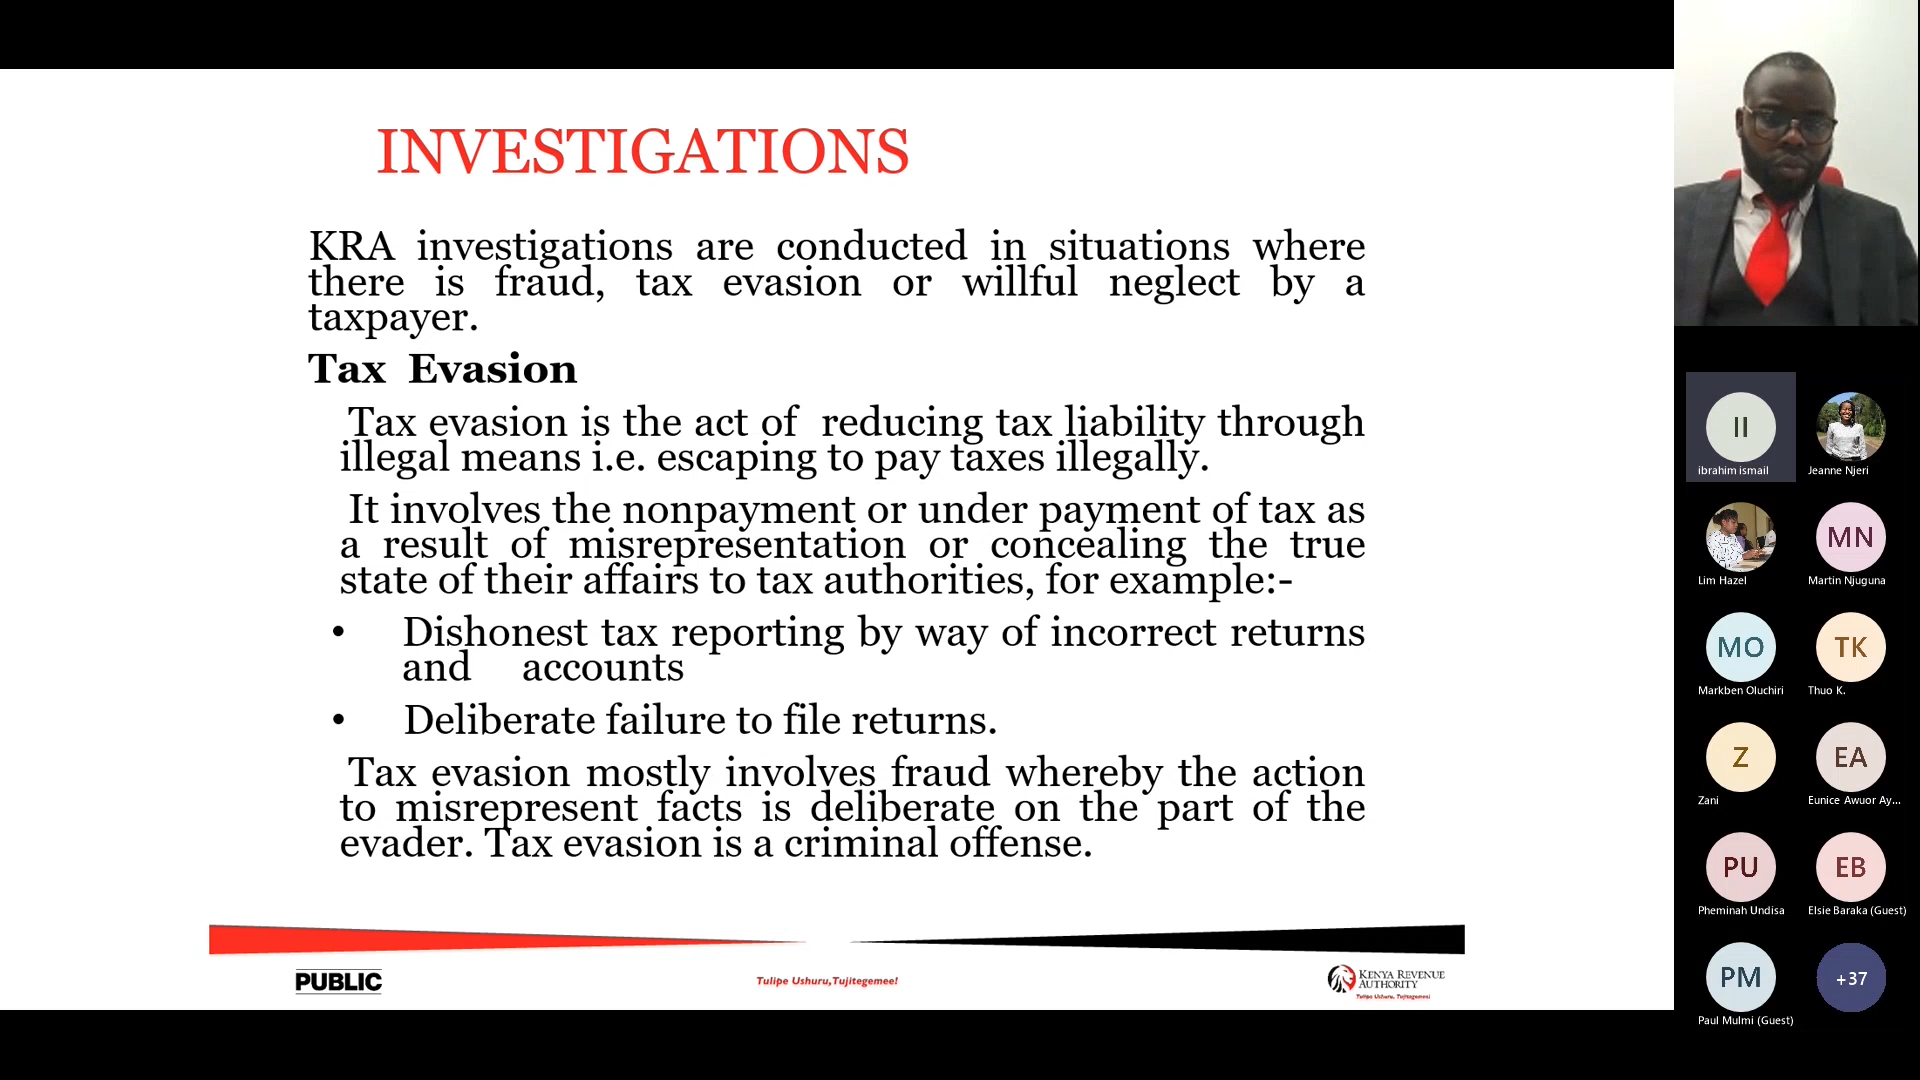 INVESTIGATIONS
KRA investigations are conducted in situations where
there is fraud, tax evasion or willful neglect by a
taxpayer.
Tax Evasion
Tax evasion is the act of reducing tax liability through
illegal means i.e. escaping to pay taxes illegally.
It involves the nonpayment or under payment of tax as
a result of misrepresentation or concealing the true
state of their affairs to tax authorities, for example:-
• Dishonest tax reporting by way of incorrect returns
and accounts
• Deliberate failure to file returns.
Tax evasion mostly involves fraud whereby the action
to misrepresent facts is deliberate on the part of the
evader. Tax evasion is a criminal offense.
PUBLIC
Tulipe Ushuru, Tujitegemee!
KENYA REVENUE
AUTHORITY
Tulipe Ushuru, Tujitegemee!
II
ibrahim ismail
Jeanne Njeri
Lim Hazel
MN
Martin Njuguna
MO
Markben Oluchiri
TK
Thuo K.
Z
Zani
EA
Eunice Awuor Ay...
PU
Pheminah Undisa
EB
Elsie Baraka (Guest)
PM
Paul Mulmi (Guest)
+37